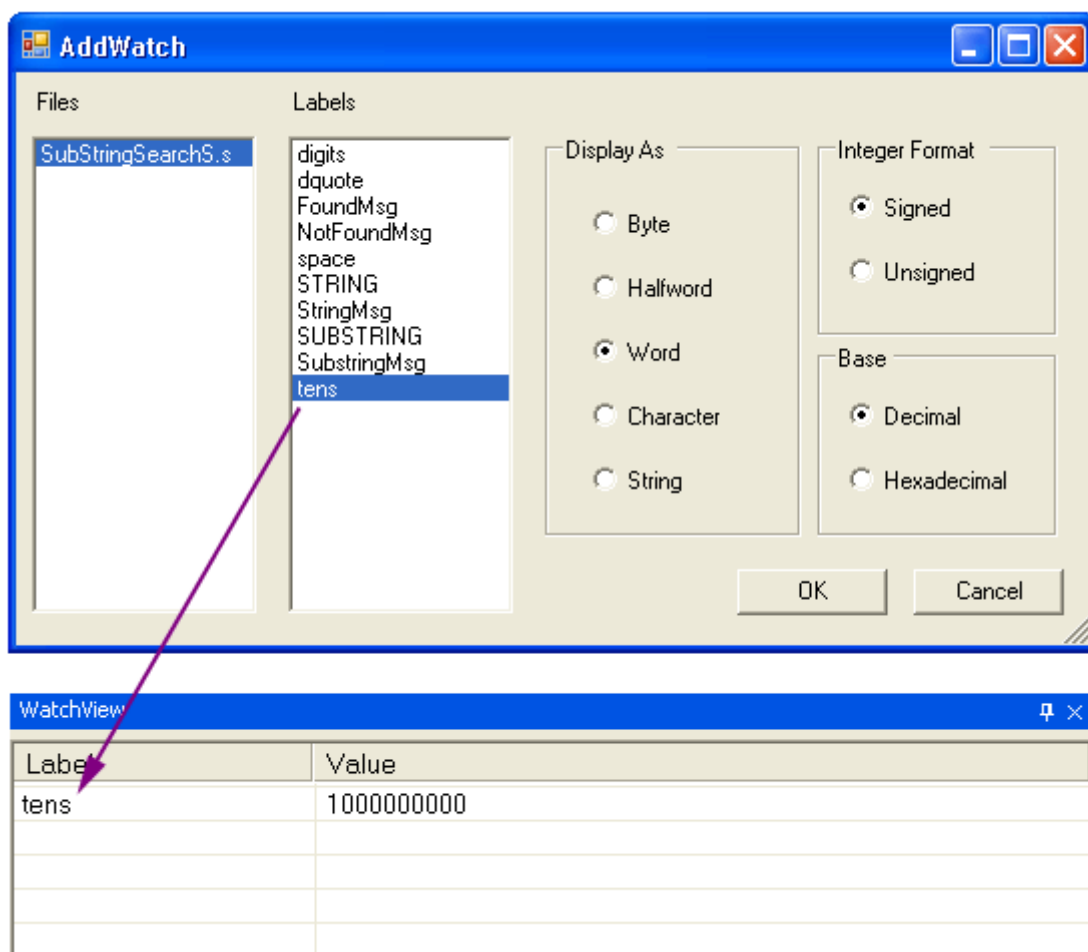 AddWatch
Files
Labels
SubStringSearchS.s
digits
dquote
FoundMsg
NotFoundMsg
space
STRING
StringMsg
SUBSTRING
SubstringMsg
tens
Display As
Byte
Halfword
Word
Character
String
Integer Format
Signed
Unsigned
Base
Decimal
Hexadecimal
OK
Cancel
WatchView
Label
Value
tens
1000000000